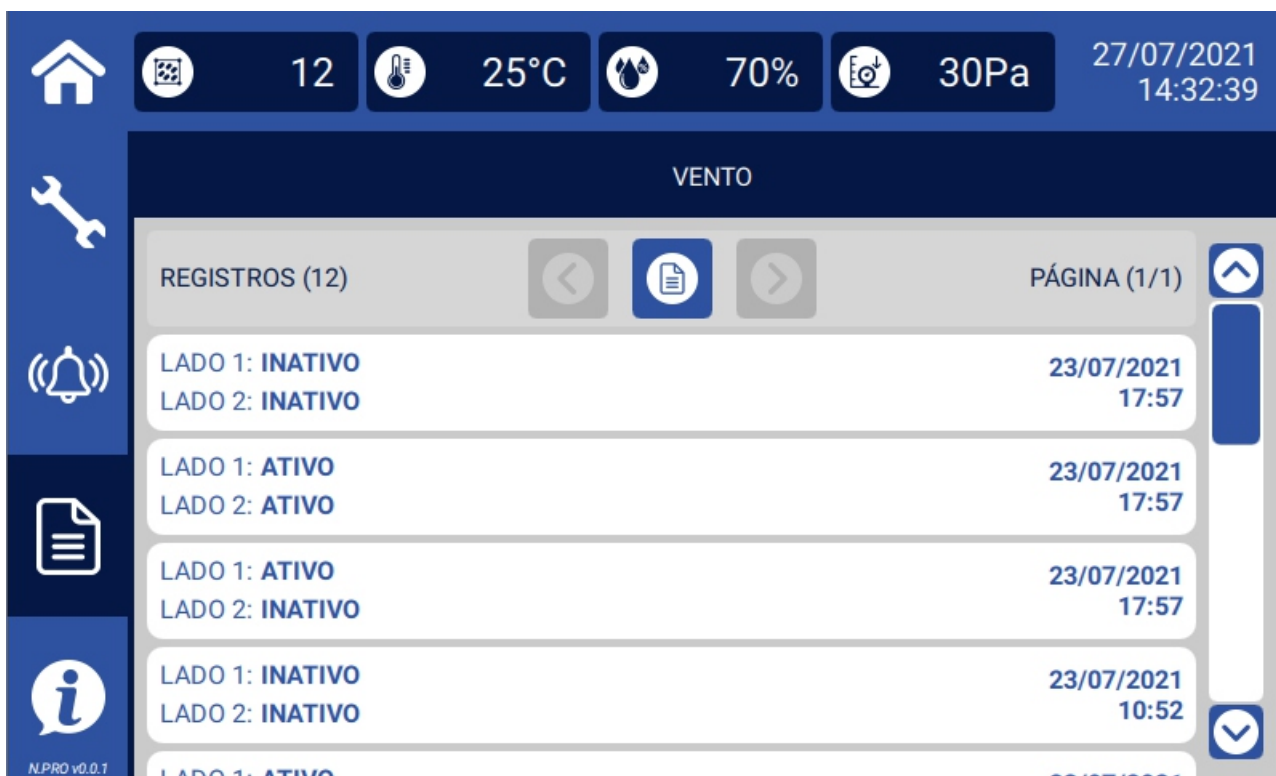 12
25°C
70%
30Pa
27/07/2021
14:32:39
VENTO
REGISTROS (12)
PÁGINA (1/1)
LADO 1: INATIVO
LADO 2: INATIVO
23/07/2021
17:57
LADO 1: ATIVO
LADO 2: ATIVO
23/07/2021
17:57
LADO 1: ATIVO
LADO 2: INATIVO
23/07/2021
17:57
LADO 1: INATIVO
LADO 2: INATIVO
23/07/2021
10:52
LADO 1: ATIVO
N.PRO v0.0.1